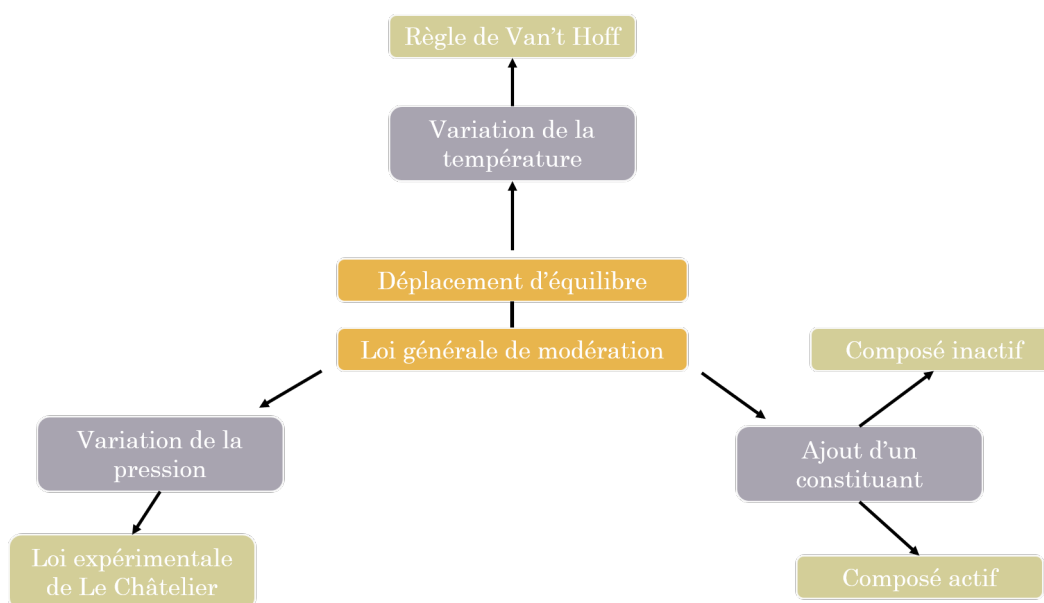 Règle de Van't Hoff
Variation de la
température
Déplacement d'équilibre
Loi générale de modération
Composé inactif
Variation de la
pression
Ajout d'un
constituant
Loi expérimentale
de Le Châtelier
Composé actif